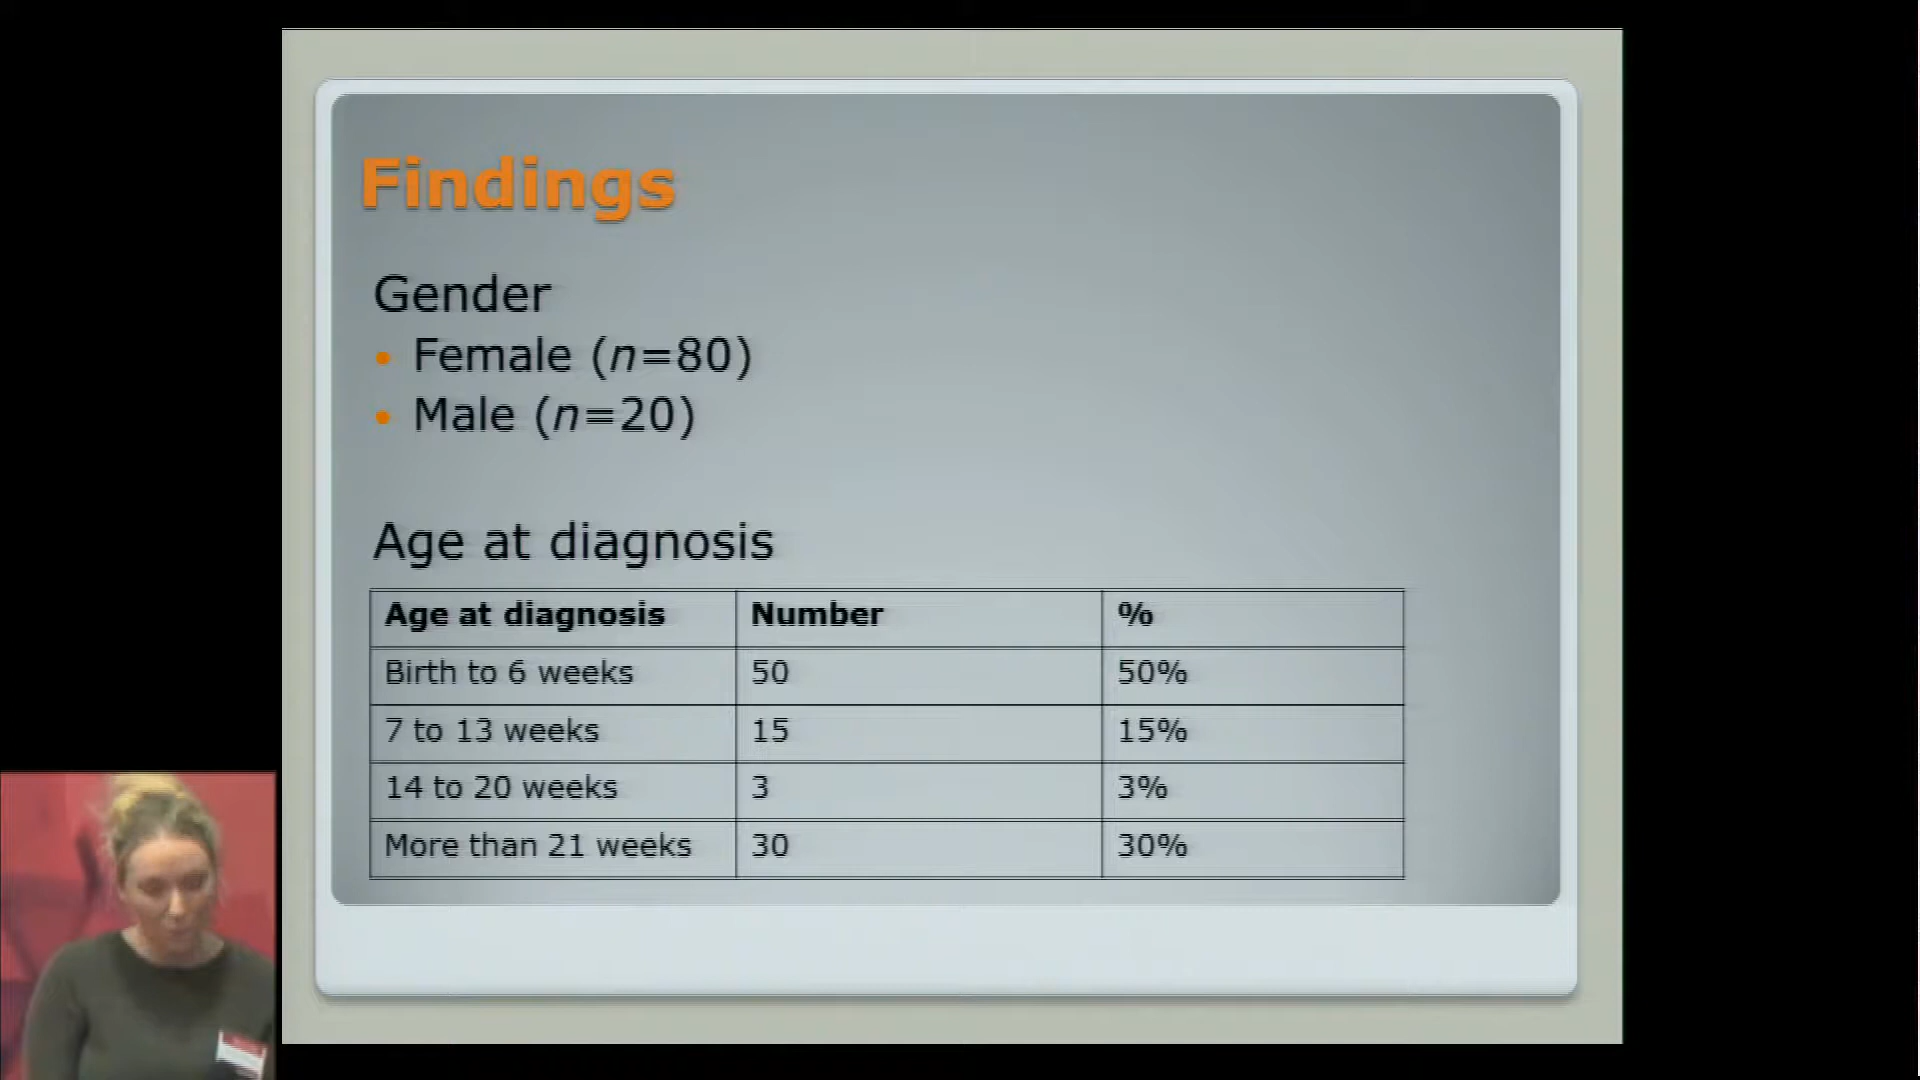 Findings
Gender
• Female (n=80)
• Male (n=20)
Age at diagnosis
Age at diagnosis Number %
Birth to 6 weeks 50 50%
7 to 13 weeks 15 15%
14 to 20 weeks 3 3%
More than 21 weeks 30 30%